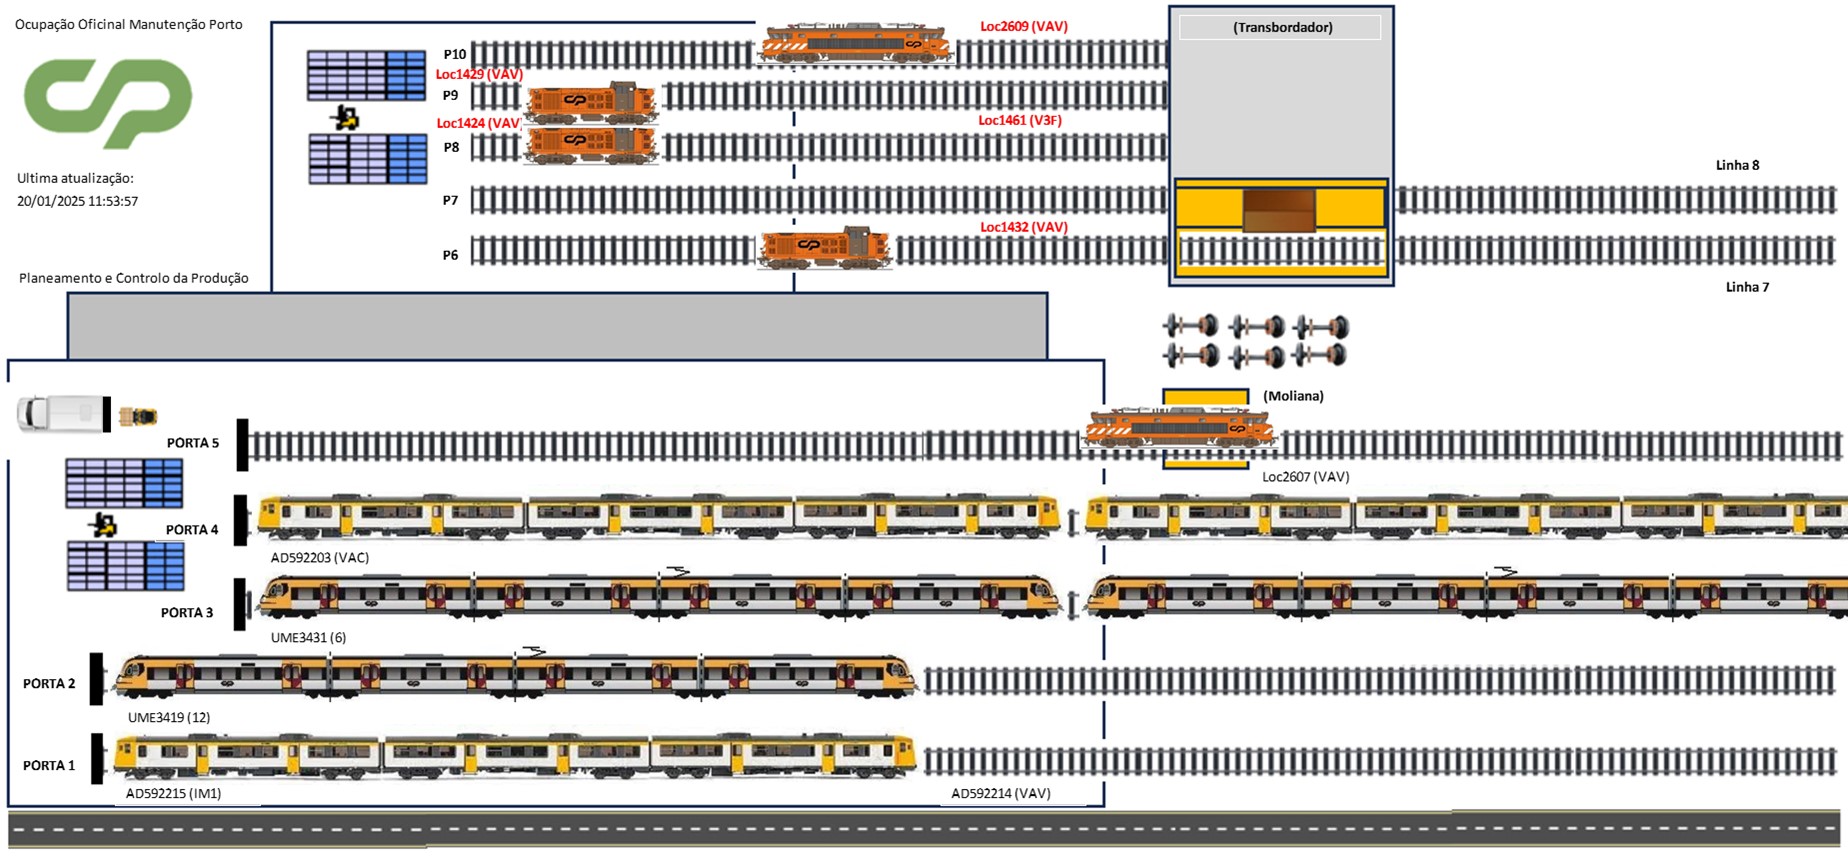 Ocupação Oficinal Manutenção Porto
Ultima atualização:
20/01/2025 11:53:57
Planeamento e Controlo da Produção
P10
Loc2609 (VAV)
(Transbordador)
Loc1429 (VAV)
P9
Loc1424 (VAV)
Loc1461 (V3F)
P8
Linha 8
P7
Loc1432 (VAV)
P6
Linha 7
(Moliana)
PORTA 5
Loc2607 (VAV)
PORTA 4
AD592203 (VAC)
PORTA 3
UME3431 (6)
PORTA 2
UME3419 (12)
PORTA 1
AD592215 (IM1)
AD592214 (VAV)